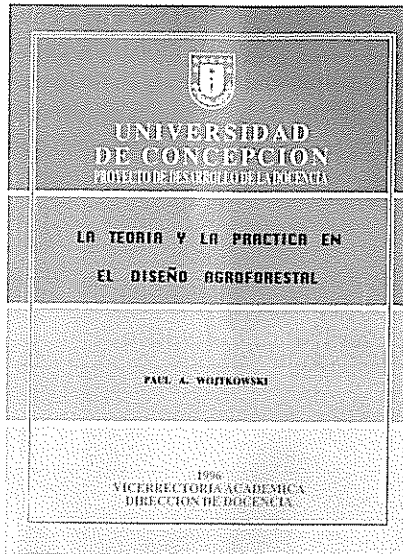 UNIVERSIDAD
DE CONCEPCION
PROYECTO DE DESARROLLO DE LA DOCENCIA
LA TEORIA Y LA PRACTICA EN
EL DISEÑO AGROFORESTAL
PAUL A. WOJTKOWSKI
1996
VICERRECTORIA ACADEMICA
DIRECCION DE DOCENCIA